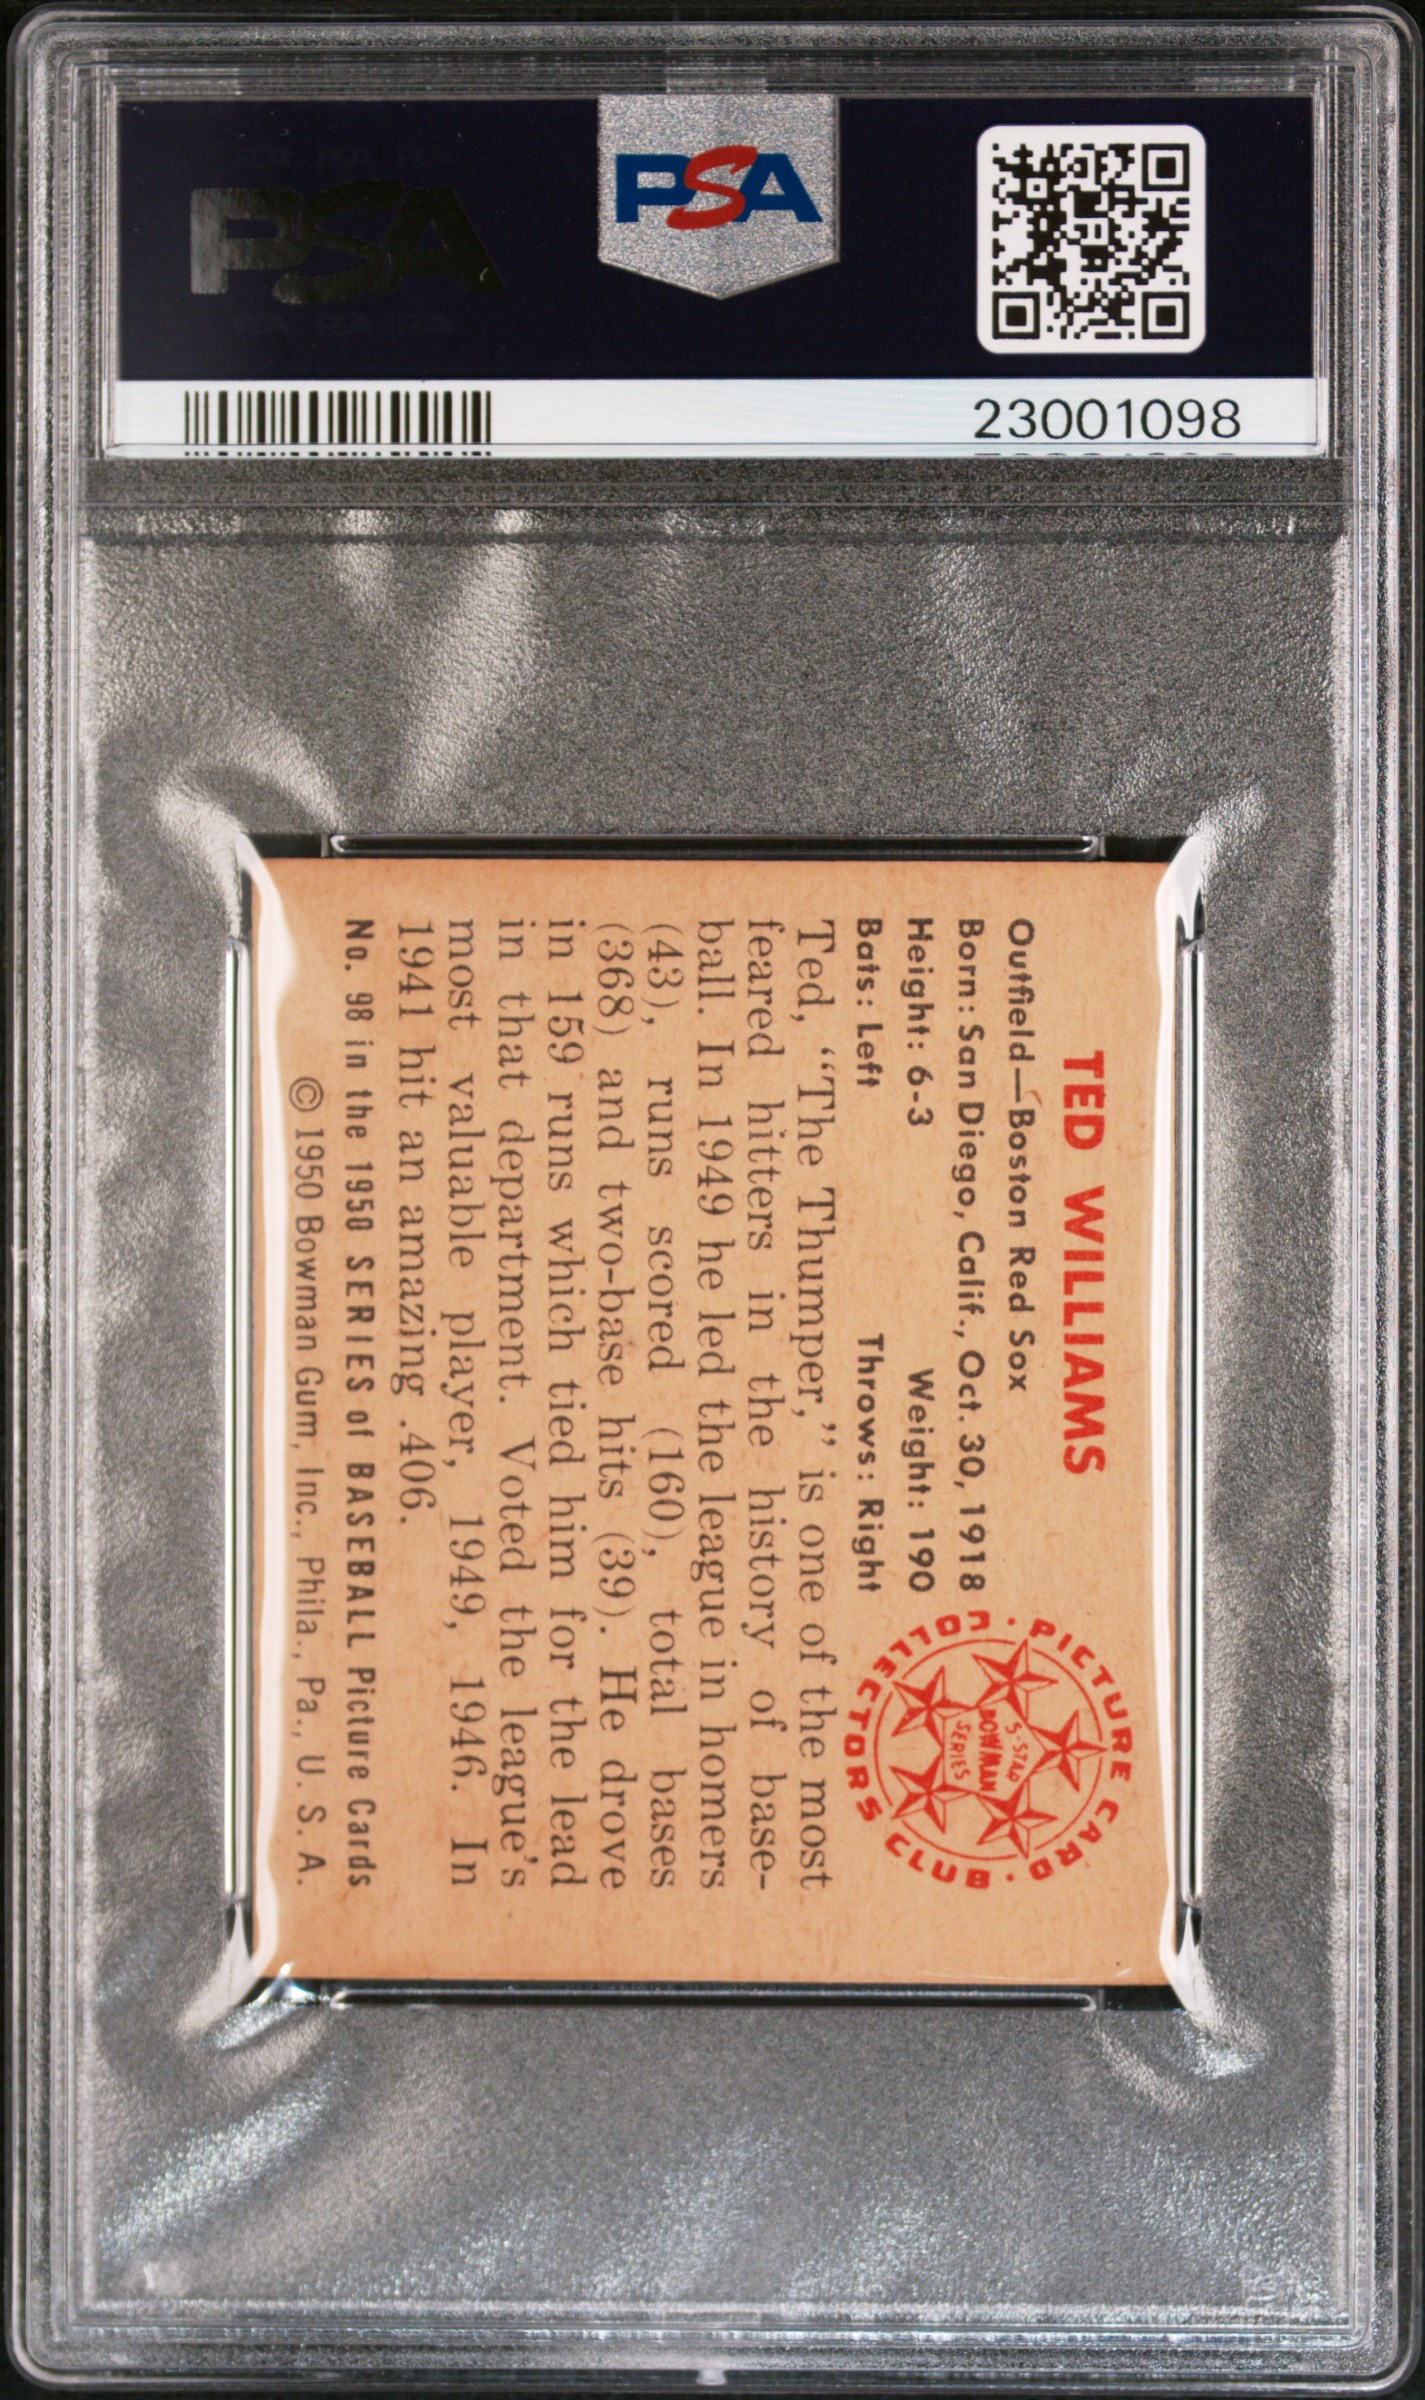 PSA
PSA
23001098
TED WILLIAMS
Outfield—Boston Red Sox
Born: San Diego, Calif., Oct. 30, 1918
Height: 6-3 Weight: 190
Bats: Left Throws: Right
PICTURE CARD · COLLECTORS CLUB ·
5-STAR
BOWMAN
SERIES
Ted, “The Thumper,” is one of the most
feared hitters in the history of base-
ball. In 1949 he led the league in homers
(43), runs scored (160), total bases
(368) and two-base hits (39). He drove
in 159 runs which tied him for the lead
in that department. Voted the league's
most valuable player, 1949, 1946. In
1941 hit an amazing .406.
No. 98 in the 1950 SERIES of BASEBALL Picture Cards
© 1950 Bowman Gum, Inc., Phila., Pa., U. S. A.